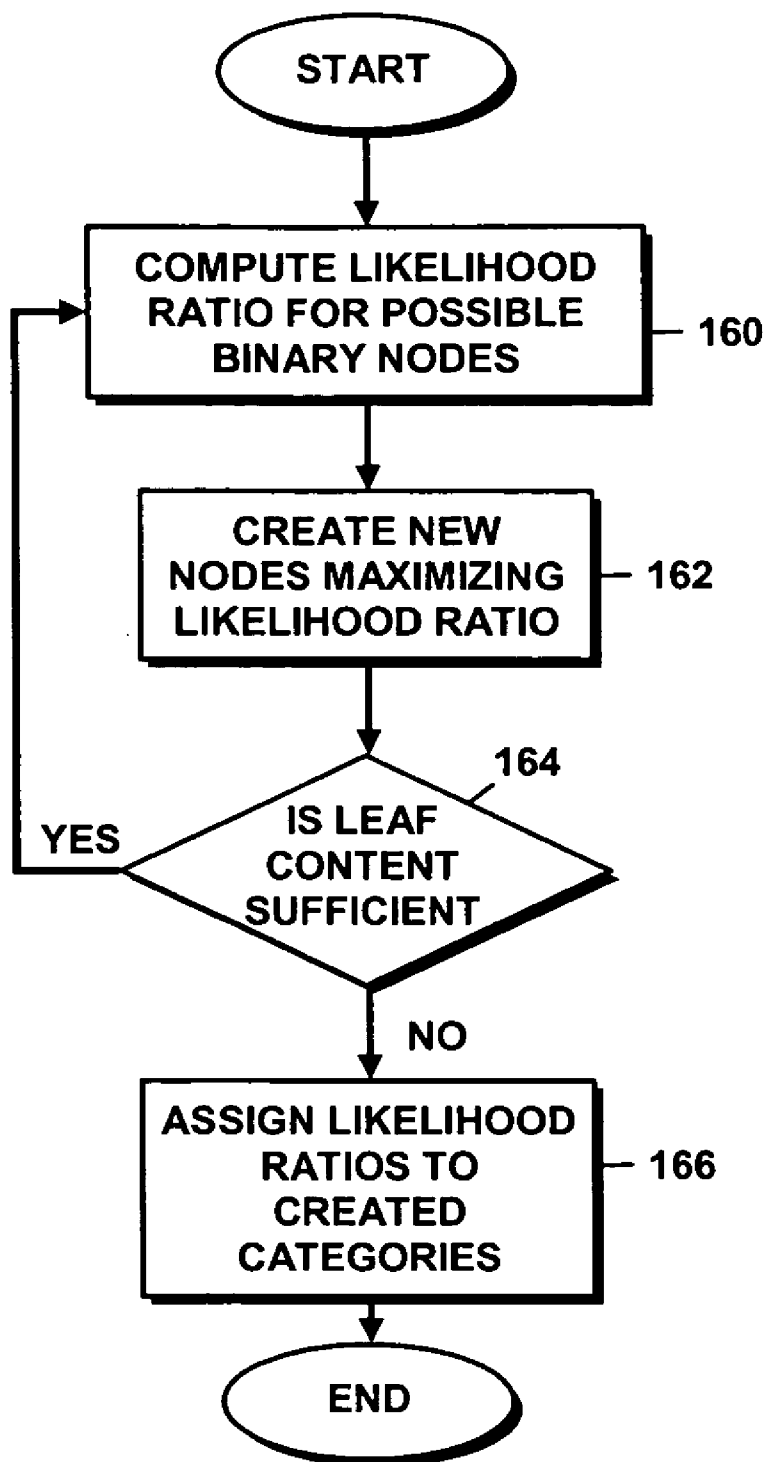 START
COMPUTE LIKELIHOOD
RATIO FOR POSSIBLE
BINARY NODES
160
CREATE NEW
NODES MAXIMIZING
LIKELIHOOD RATIO
162
164
IS LEAF
CONTENT
SUFFICIENT
YES
NO
ASSIGN LIKELIHOOD
RATIOS TO
CREATED
CATEGORIES
166
END